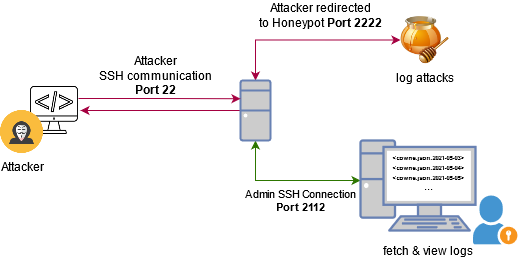 Attacker redirected
to Honeypot Port 2222
Attacker
SSH communication
Port 22
log attacks
</>
Attacker
Admin SSH Connection
Port 2112
<cowrie.json.2021-05-03>
<cowrie.json.2021-05-04>
<cowrie.json.2021-05-05>
...
fetch & view logs